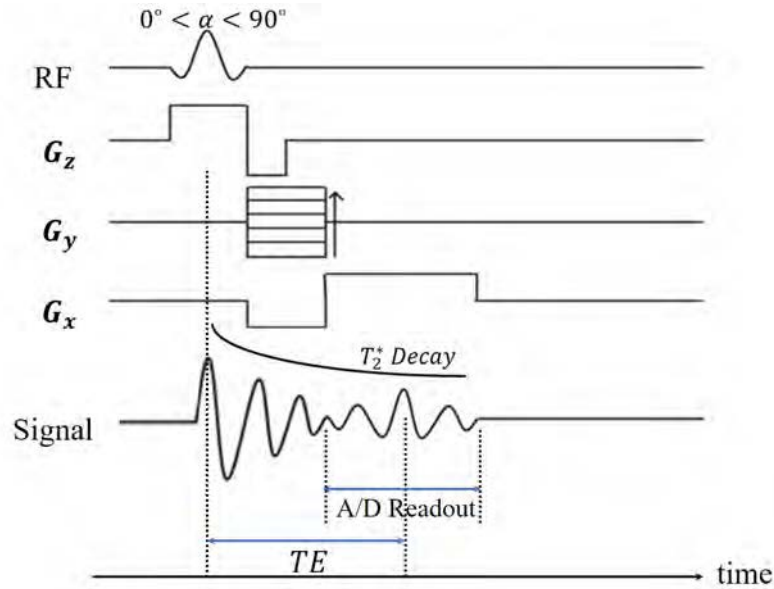 0° < α < 90°
RF
G_z
G_y
G_x
T_2^* Decay
Signal
A/D Readout
TE
time